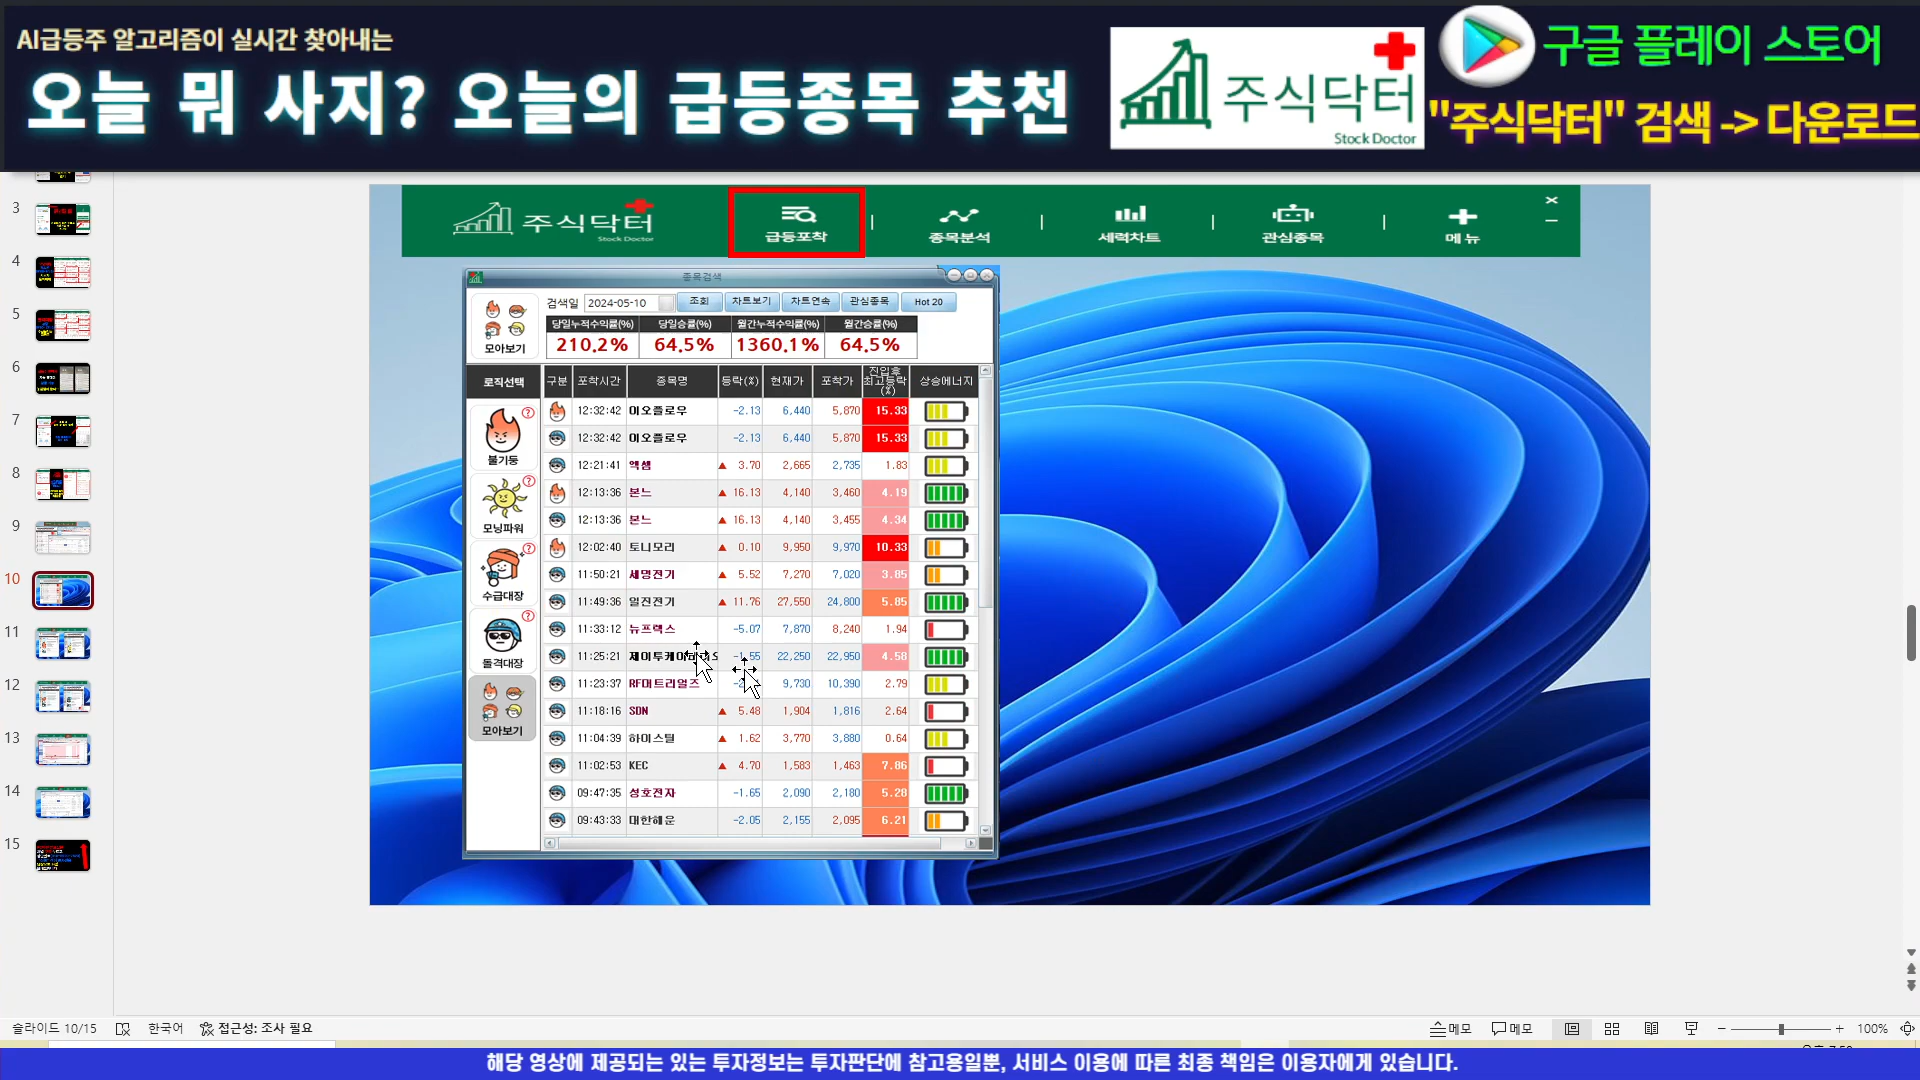 AI급등주 알고리즘이 실시간 찾아내는
오늘 뭐 사지? 오늘의 급등종목 추천
주식닥터
Stock Doctor
구글 플레이 스토어
"주식닥터" 검색 -> 다운로드
3
4
5
6
7
8
9
10
11
12
13
14
15
주식닥터
Stock Doctor
급등포착 | 종목분석 | 세력차트 | 관심종목 | 메뉴
종목검색
모아보기
검색일 2024-05-10 조회 차트보기 차트연속 관심종목 Hot 20
당일누적수익률(%) 당일승률(%) 월간누적수익률(%) 월간승률(%)
210.2% 64.5% 1360.1% 64.5%
로직선택
불기둥
모닝파워
수급대장
돌격대장
모아보기
구분 포착시간 종목명 등락(%) 현재가 포착가 진입후 최고등락 (%) 상승에너지
12:32:42 이오플로우 -2.13 6,440 5,870 15.33
12:32:42 이오플로우 -2.13 6,440 5,870 15.33
12:21:41 엑셈 ▲ 3.70 2,665 2,735 1.83
12:13:36 본느 ▲ 16.13 4,140 3,460 4.19
12:13:36 본느 ▲ 16.13 4,140 3,455 4.34
12:02:40 토니모리 ▲ 0.10 9,950 9,970 10.33
11:50:21 세명전기 ▲ 5.52 7,270 7,020 3.85
11:49:36 일진전기 ▲ 11.76 27,550 24,800 5.85
11:33:12 뉴프렉스 -5.07 7,870 8,240 1.94
11:25:21 -1.55 22,250 22,950 4.58
11:23:37 RF머트리얼즈 9,730 10,390 2.79
11:18:16 SDN ▲ 5.48 1,904 1,816 2.64
11:04:39 하이스틸 ▲ 1.62 3,770 3,880 0.64
11:02:53 KEC ▲ 4.70 1,583 1,463 7.86
09:47:35 성호전자 -1.65 2,090 2,180 5.28
09:43:33 대한해운 -2.05 2,155 2,095 6.21
슬라이드 10/15 한국어 접근성: 조사 필요 메모 메모 100%
해당 영상에 제공되는 있는 투자정보는 투자판단에 참고용일뿐, 서비스 이용에 따른 최종 책임은 이용자에게 있습니다.